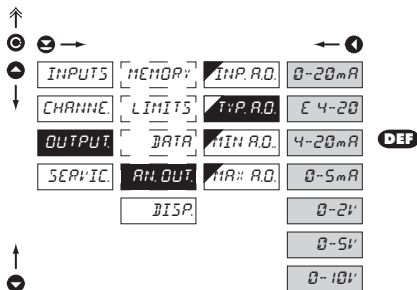 INPUTS MEMORY INP. A.O. 0-20mA
CHANNE. LIMITS TYP. A.O. E 4-20
OUTPUT. DATA MIN A.O. 4-20mA DEF
SERVIC. AN. OUT. MAX A.O. 0-5mA
DISP. 0-2V
0-5V
0-10V